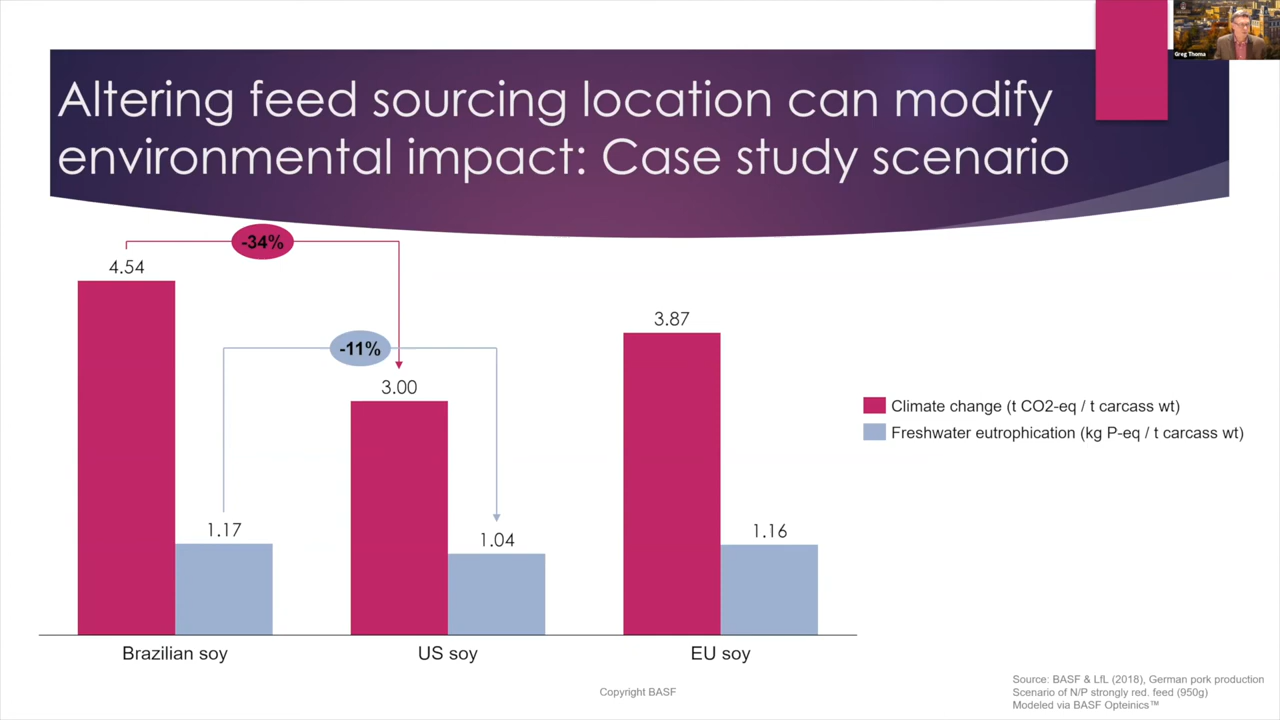 Greg Thoma
Altering feed sourcing location can modify
environmental impact: Case study scenario
-34%
4.54
3.87
-11%
3.00
Climate change (t CO2-eq / t carcass wt)
Freshwater eutrophication (kg P-eq / t carcass wt)
1.17
1.04
1.16
Brazilian soy
US soy
EU soy
Source: BASF & LfL (2018), German pork production
Scenario of N/P strongly red. feed (950g)
Modeled via BASF Opteinics™
Copyright BASF